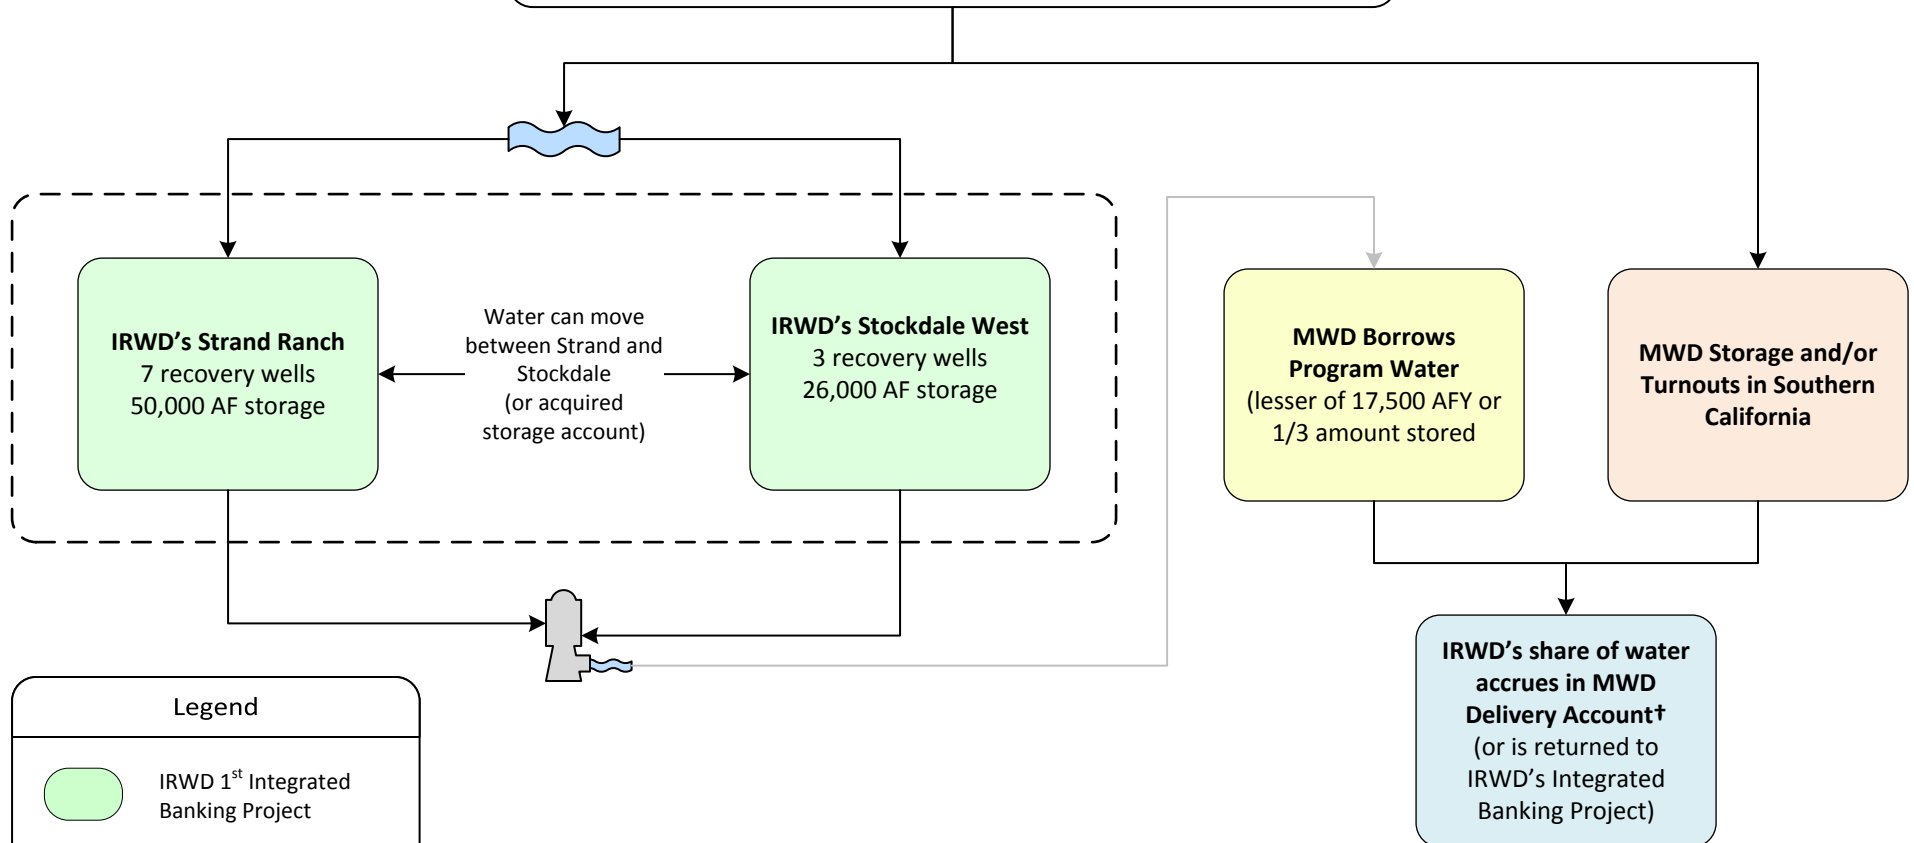 IRWD's Strand Ranch
7 recovery wells
50,000 AF storage
Water can move
between Strand and
Stockdale
(or acquired
storage account)
IRWD's Stockdale West
3 recovery wells
26,000 AF storage
MWD Borrows
Program Water
(lesser of 17,500 AFY or
1/3 amount stored
MWD Storage and/or
Turnouts in Southern
California
IRWD's share of water
accrues in MWD
Delivery Account†
(or is returned to
IRWD's Integrated
Banking Project)
Legend
IRWD 1st Integrated
Banking Project